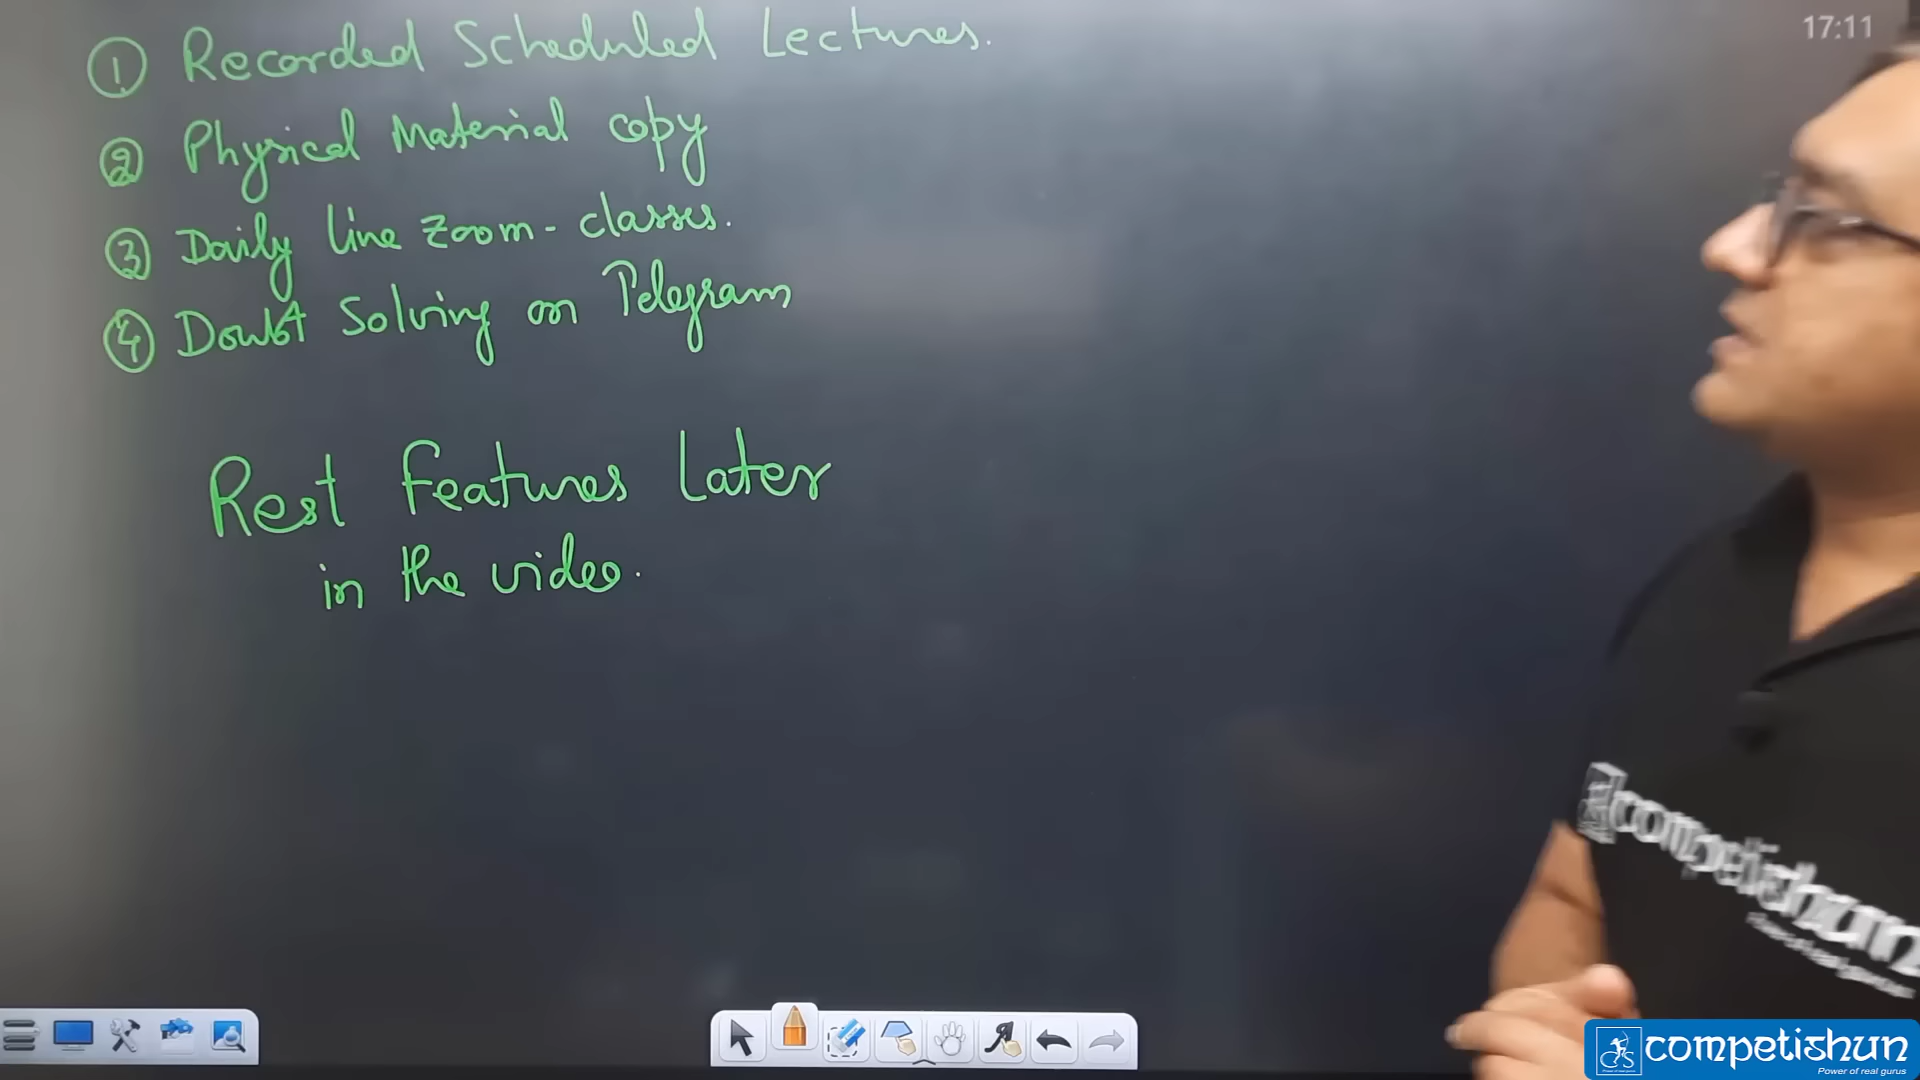 17:11
① Recorded Scheduled Lectures.
② Physical Material copy
③ Daily live Zoom-classes.
④ Doubt Solving on Telegram
Rest Features Later
in the video.
competishun
competishun
Power of real gurus